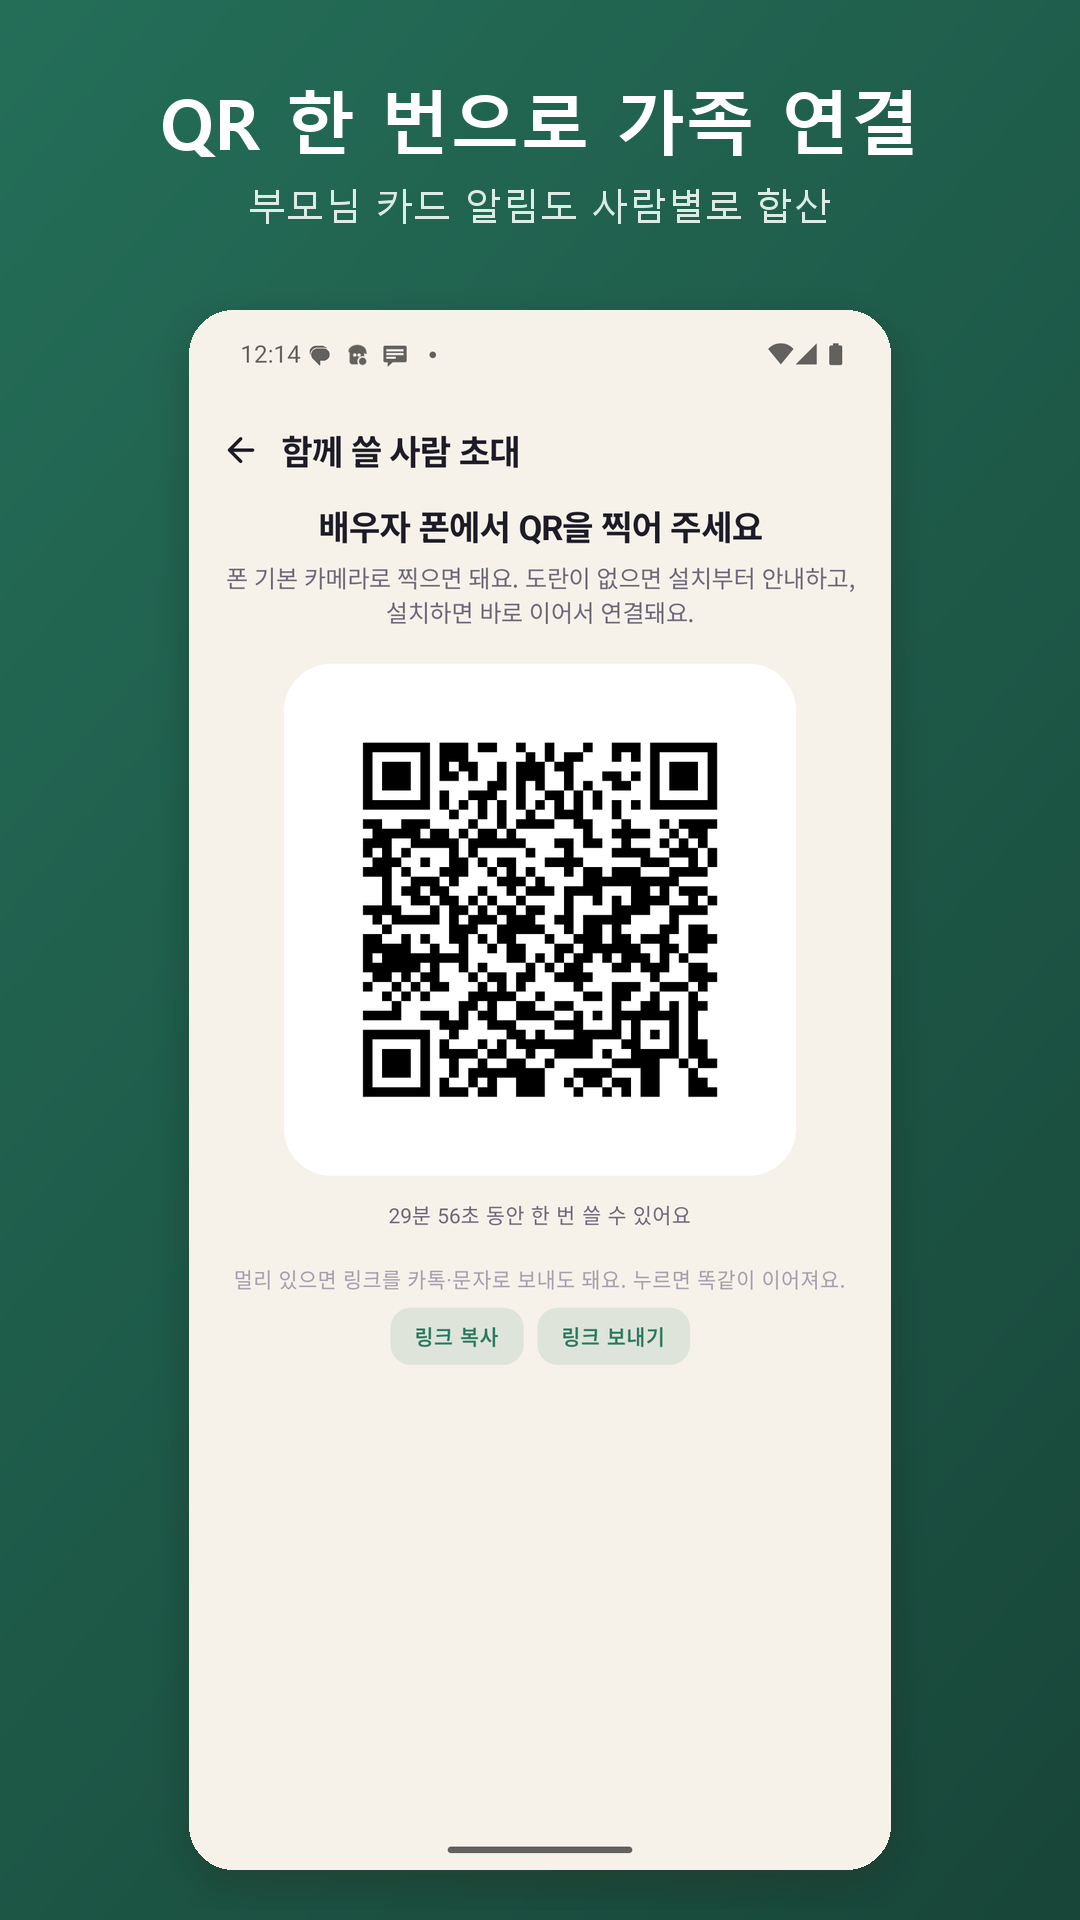 QR 한 번으로 가족 연결
부모님 카드 알림도 사람별로 합산
12:14
함께 쓸 사람 초대
배우자 폰에서 QR을 찍어 주세요
폰 기본 카메라로 찍으면 돼요. 도란이 없으면 설치부터 안내하고,
설치하면 바로 이어서 연결돼요.
29분 56초 동안 한 번 쓸 수 있어요
멀리 있으면 링크를 카톡·문자로 보내도 돼요. 누르면 똑같이 이어져요.
링크 복사
링크 보내기